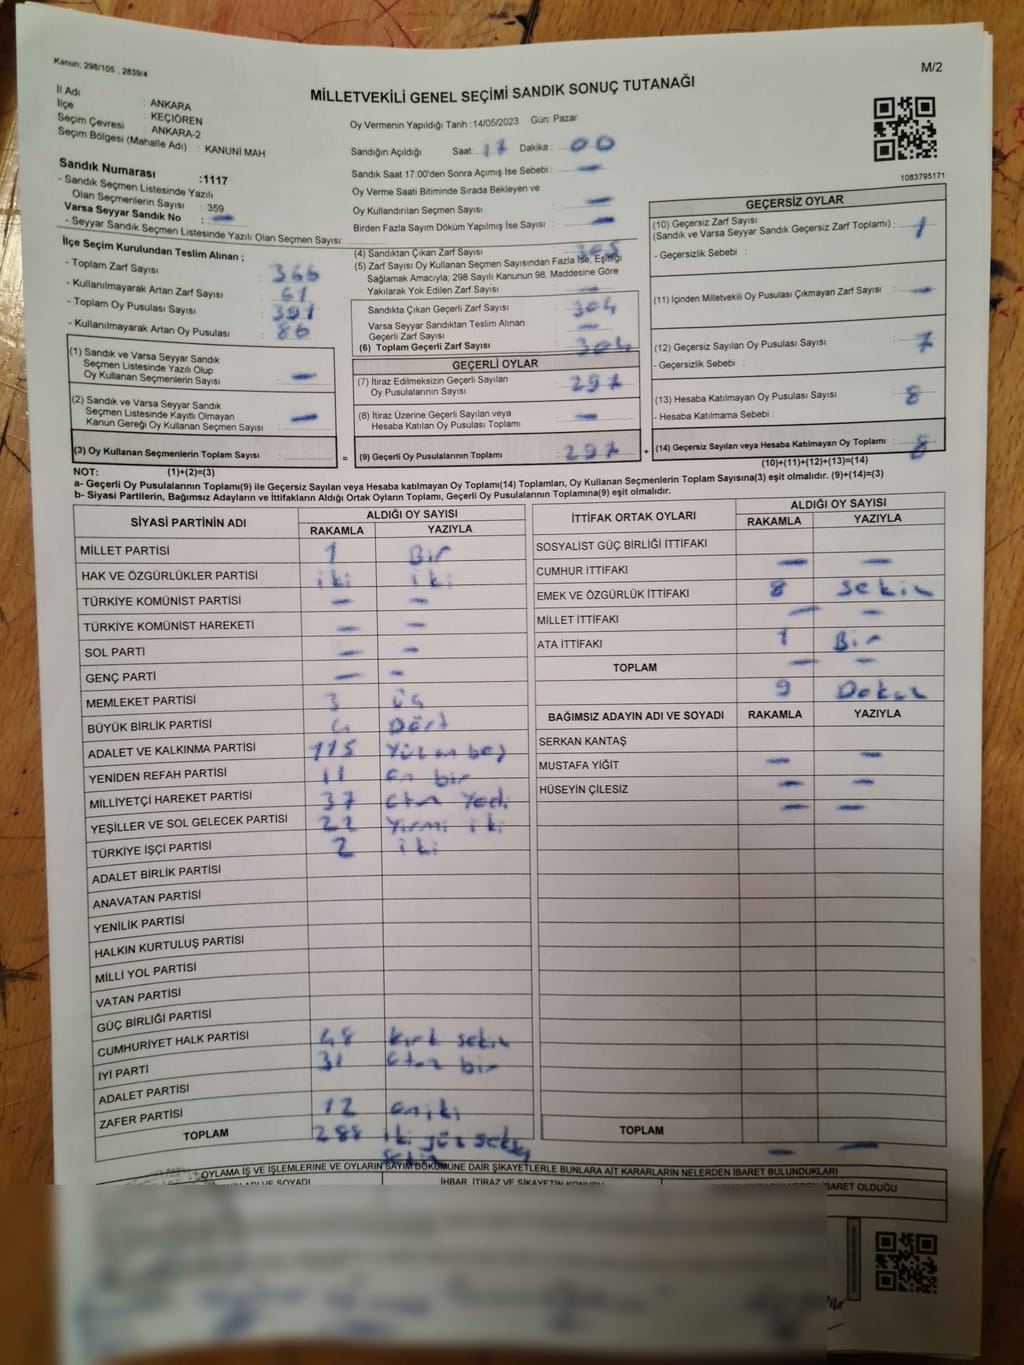 Kanun: 298/105 , 2839/4
M/2
MİLLETVEKİLİ GENEL SEÇİMİ SANDIK SONUÇ TUTANAĞI
İl Adı : ANKARA
İlçe : KEÇİÖREN
Seçim Çevresi : ANKARA-2
Seçim Bölgesi (Mahalle Adı) : KANUNİ MAH
Oy Vermenin Yapıldığı Tarih :14/05/2023 Gün: Pazar
Sandığın Açıldığı Saat: 17 Dakika : 00
Sandık Saat 17:00'den Sonra Açımış İse Sebebi : —
Oy Verme Saati Bitiminde Sırada Bekleyen ve
Oy Kullandırılan Seçmen Sayısı : —
Birden Fazla Sayım Döküm Yapılmış İse Sayısı : —
1083795171
Sandık Numarası :1117
- Sandık Seçmen Listesinde Yazılı
Olan Seçmenlerin Sayısı : 359
Varsa Seyyar Sandık No : —
- Seyyar Sandık Seçmen Listesinde Yazılı Olan Seçmen Sayısı:
İlçe Seçim Kurulundan Teslim Alınan ;
- Toplam Zarf Sayısı : 366
- Kullanılmayarak Artan Zarf Sayısı : 61
- Toplam Oy Pusulası Sayısı : 391
- Kullanılmayarak Artan Oy Pusulası : 86
(1) Sandık ve Varsa Seyyar Sandık
Seçmen Listesinde Yazılı Olup
Oy Kullanan Seçmenlerin Sayısı : —
(2) Sandık ve Varsa Seyyar Sandık
Seçmen Listesinde Kayıtlı Olmayan
Kanun Gereği Oy Kullanan Seçmen Sayısı : —
(3) Oy Kullanan Seçmenlerin Toplam Sayısı :
(4) Sandıktan Çıkan Zarf Sayısı : 305
(5) Zarf Sayısı Oy Kullanan Seçmen Sayısından Fazla İse, Eşitliği
Sağlamak Amacıyla; 298 Sayılı Kanunun 98. Maddesine Göre
Yakılarak Yok Edilen Zarf Sayısı : —
Sandıkta Çıkan Geçerli Zarf Sayısı : 304
Varsa Seyyar Sandıktan Teslim Alınan
Geçerli Zarf Sayısı : —
(6) Toplam Geçerli Zarf Sayısı : 304
GEÇERLİ OYLAR
(7) İtiraz Edilmeksizin Geçerli Sayılan
Oy Pusulalarının Sayısı : 297
(8) İtiraz Üzerine Geçerli Sayılan veya
Hesaba Katılan Oy Pusulası Toplamı : —
= (9) Geçerli Oy Pusulalarının Toplamı : 297 +
GEÇERSİZ OYLAR
(10) Geçersiz Zarf Sayısı
(Sandık ve Varsa Seyyar Sandık Geçersiz Zarf Toplamı) : 1
- Geçersizlik Sebebi :
(11) İçinden Milletvekili Oy Pusulası Çıkmayan Zarf Sayısı : —
(12) Geçersiz Sayılan Oy Pusulası Sayısı : 7
- Geçersizlik Sebebi :
(13) Hesaba Katılmayan Oy Pusulası Sayısı : 8
- Hesaba Katılmama Sebebi :
(14) Geçersiz Sayılan veya Hesaba Katılmayan Oy Toplamı : 8
NOT: (1)+(2)=(3) (10)+(11)+(12)+(13)=(14)
a- Geçerli Oy Pusulalarının Toplamı(9) ile Geçersiz Sayılan veya Hesaba katılmayan Oy Toplamı(14) Toplamları, Oy Kullanan Seçmenlerin Toplam Sayısına(3) eşit olmalıdır. (9)+(14)=(3)
b- Siyasi Partilerin, Bağımsız Adayların ve İttifakların Aldığı Ortak Oyların Toplamı, Geçerli Oy Pusulalarının Toplamına(9) eşit olmalıdır.
SİYASİ PARTİNİN ADI ALDIĞI OY SAYISI
RAKAMLA YAZIYLA
MİLLET PARTİSİ 1 Bir
HAK VE ÖZGÜRLÜKLER PARTİSİ iki iki
TÜRKİYE KOMÜNİST PARTİSİ — —
TÜRKİYE KOMÜNİST HAREKETİ — —
SOL PARTİ — —
GENÇ PARTİ — —
MEMLEKET PARTİSİ 3 üç
BÜYÜK BİRLİK PARTİSİ 4 Dört
ADALET VE KALKINMA PARTİSİ 115 Yüz on beş
YENİDEN REFAH PARTİSİ 11 on bir
MİLLİYETÇİ HAREKET PARTİSİ 37 otuz Yedi
YEŞİLLER VE SOL GELECEK PARTİSİ 22 Yirmi iki
TÜRKİYE İŞÇİ PARTİSİ 2 iki
ADALET BİRLİK PARTİSİ
ANAVATAN PARTİSİ
YENİLİK PARTİSİ
HALKIN KURTULUŞ PARTİSİ
MİLLİ YOL PARTİSİ
VATAN PARTİSİ
GÜÇ BİRLİĞİ PARTİSİ
CUMHURİYET HALK PARTİSİ 48 kırk sekiz
İYİ PARTİ 31 otuz bir
ADALET PARTİSİ
ZAFER PARTİSİ 12 oniki
TOPLAM 288 iki yüz seksen
sekiz
İTTİFAK ORTAK OYLARI ALDIĞI OY SAYISI
RAKAMLA YAZIYLA
SOSYALİST GÜÇ BİRLİĞİ İTTİFAKI
CUMHUR İTTİFAKI — —
EMEK VE ÖZGÜRLÜK İTTİFAKI 8 sekiz
MİLLET İTTİFAKI — —
ATA İTTİFAKI 1 Bir
TOPLAM — —
9 Dokuz
BAĞIMSIZ ADAYIN ADI VE SOYADI RAKAMLA YAZIYLA
SERKAN KANTAŞ
MUSTAFA YİĞİT — —
HÜSEYİN ÇİLESİZ — —
— —
TOPLAM
— —
OYLAMA İŞ VE İŞLEMLERİNE VE OYLARIN SAYIM DÖKÜMÜNE DAİR ŞİKAYETLERLE BUNLARA AİT KARARLARIN NELERDEN İBARET BULUNDUKLARI
ADI VE SOYADI İHBAR, İTİRAZ VE ŞİKAYETİN KONUSU İBARET OLDUĞU